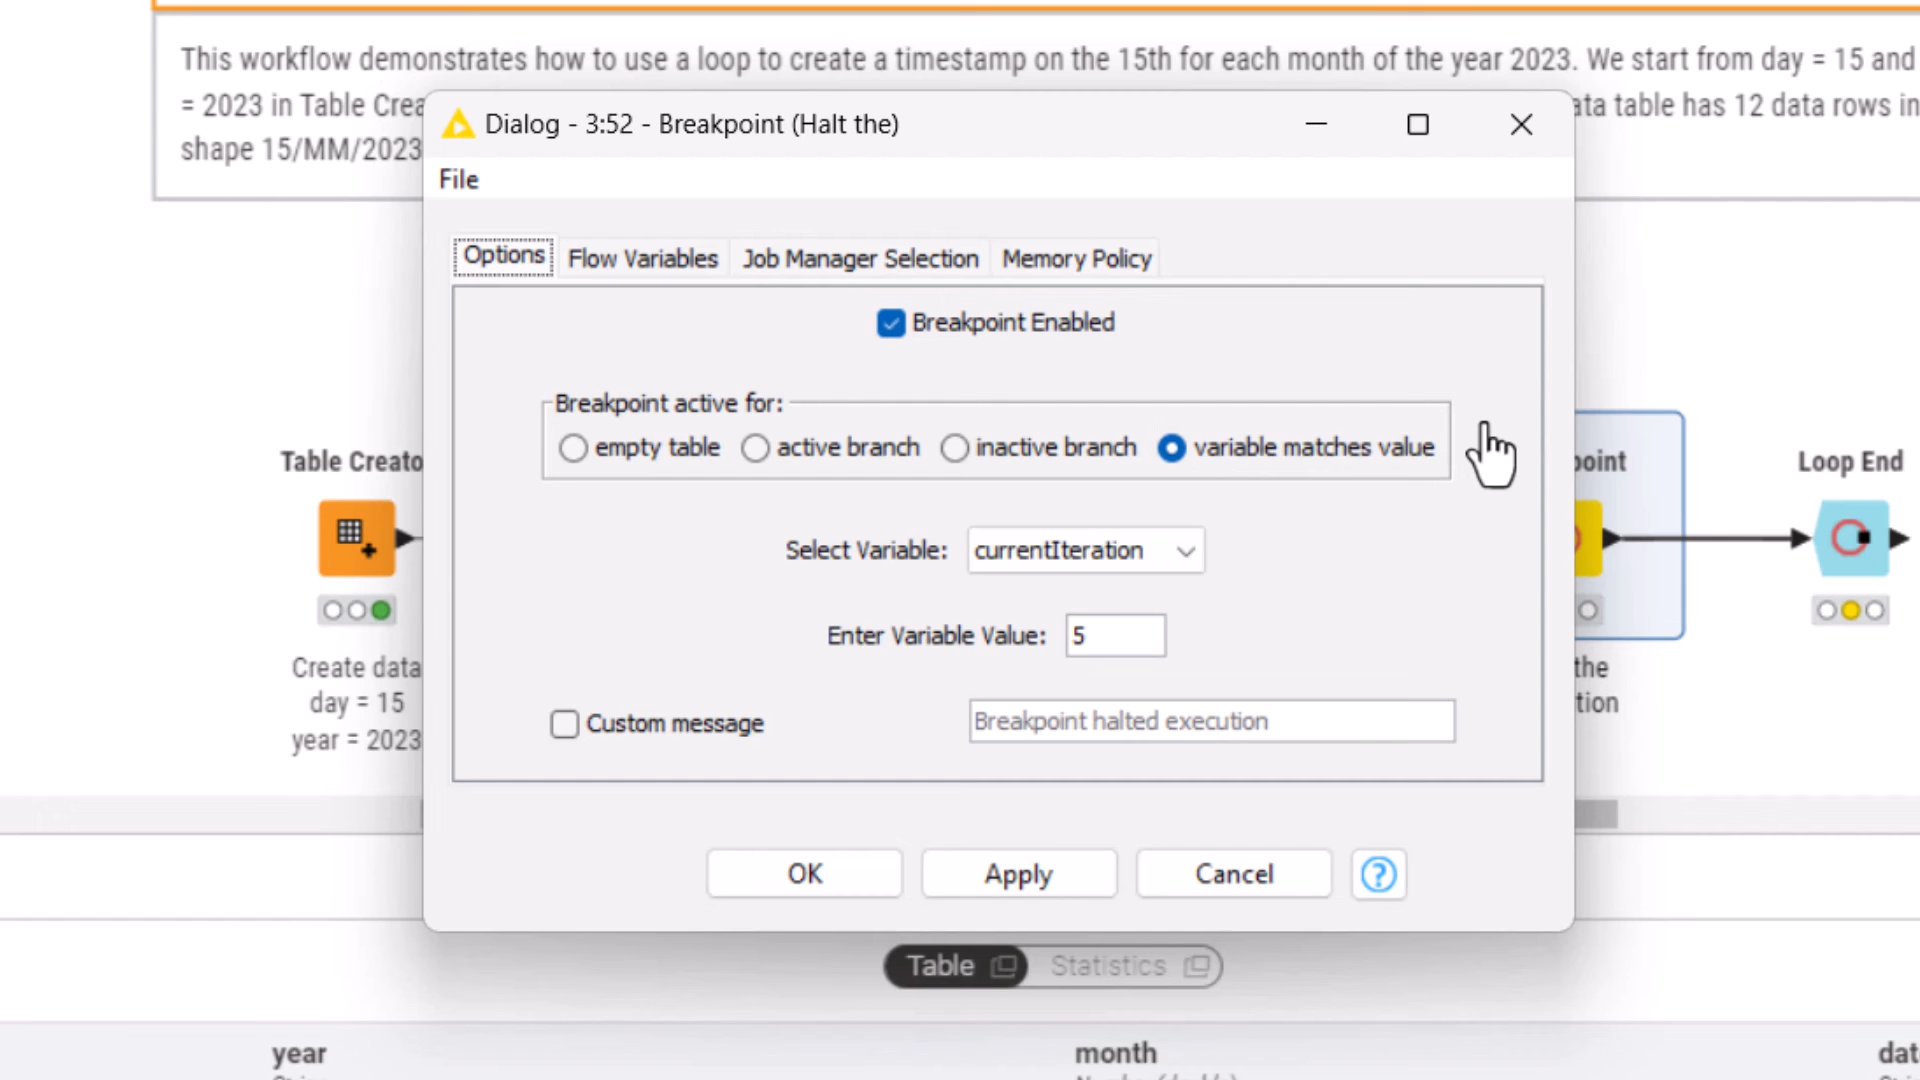 This workflow demonstrates how to use a loop to create a timestamp on the 15th for each month of the year 2023. We start from day = 15 and
= 2023 in Table Crea
ata table has 12 data rows in
shape 15/MM/2023
Dialog - 3:52 - Breakpoint (Halt the)
File
Options
Flow Variables
Job Manager Selection
Memory Policy
Breakpoint Enabled
Breakpoint active for:
empty table
active branch
inactive branch
variable matches value
Select Variable: currentIteration
Enter Variable Value: 5
Custom message
Breakpoint halted execution
OK
Apply
Cancel
?
Table Creato
Create data
day = 15
year = 2023
point
the
tion
Loop End
Table
Statistics
year
month
dat